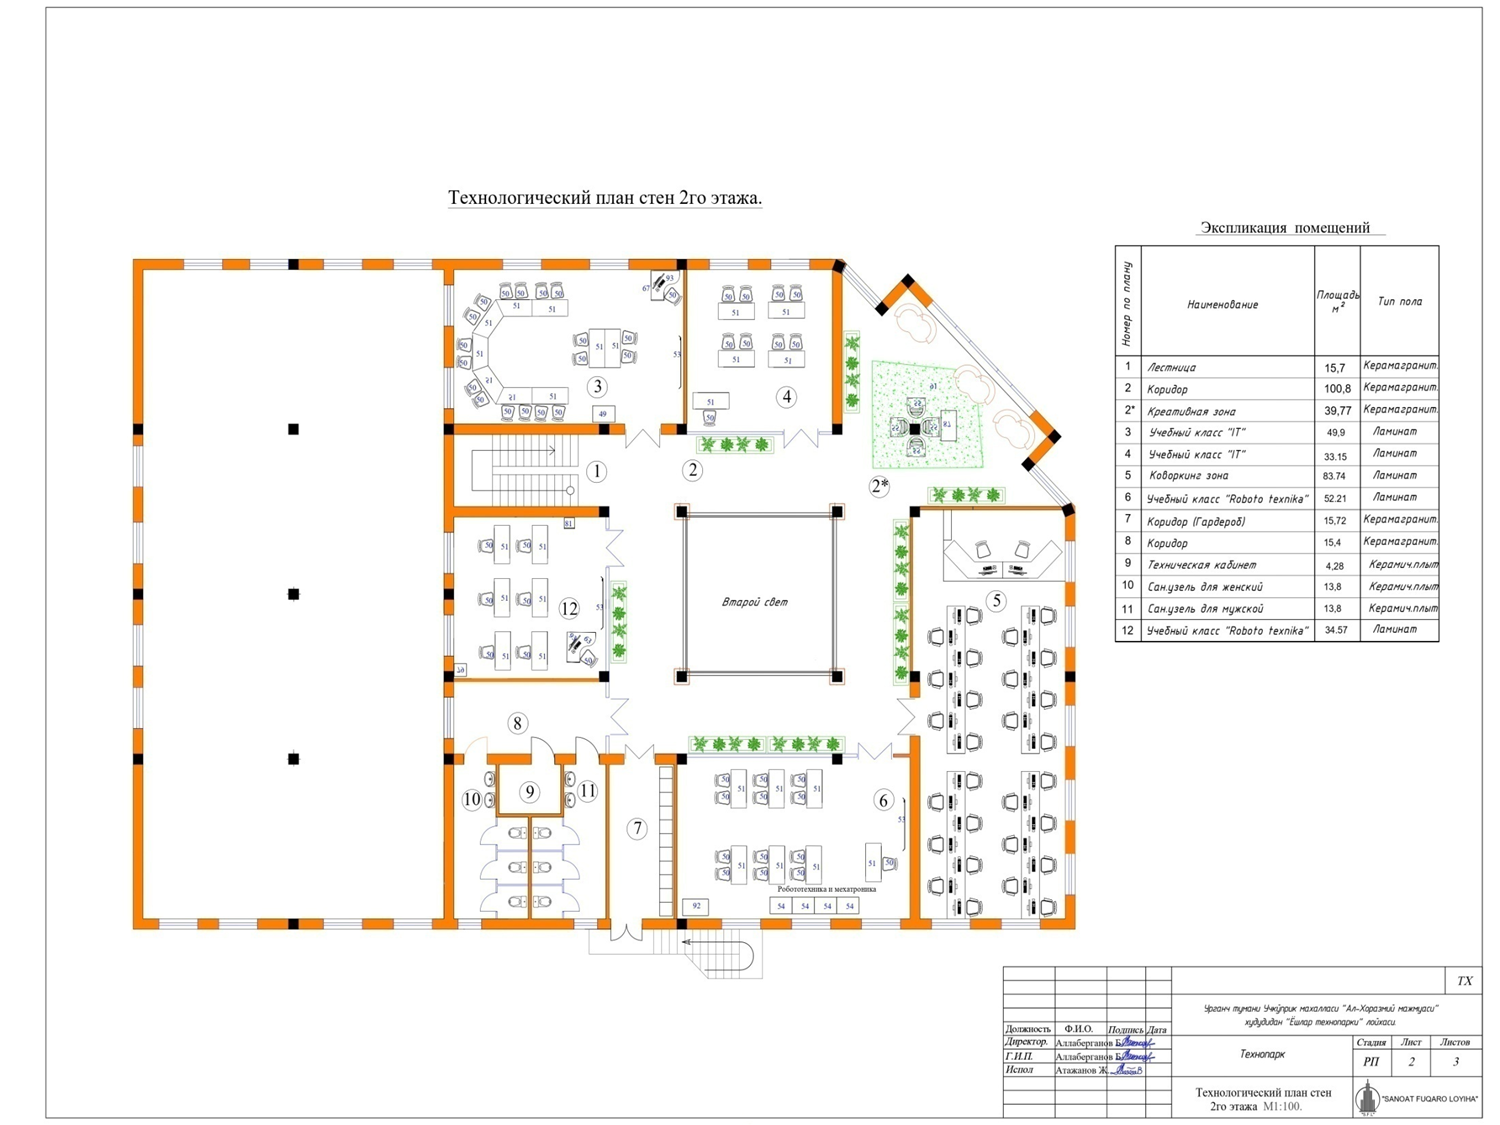 Технологический план стен 2го этажа.
Экспликация помещений
Номер по плану Наименование Площадь м² Тип пола
1 Лестница 15,7 Керамагранит.
2 Коридор 100,8 Керамагранит.
2* Креативная зона 39,77 Керамагранит.
3 Учебный класс "IT" 49,9 Ламинат
4 Учебный класс "IT" 33.15 Ламинат
5 Коворкинг зона 83.74 Ламинат
6 Учебный класс "Roboto texnika" 52.21 Ламинат
7 Коридор (Гардероб) 15,72 Керамагранит.
8 Коридор 15,4 Керамагранит.
9 Техническая кабинет 4,28 Керамич.плыт
10 Сан.узель для женский 13,8 Керамич.плыт
11 Сан.узель для мужской 13,8 Керамич.плыт
12 Учебный класс "Roboto texnika" 34.57 Ламинат
3
4
1
2
2*
5
12
8
10
9
11
7
6
Второй свет
Робототехника и мехатроника
92 54 54 54 54
49
81
93
67
53
53
53
ТХ
Урганч тумани Учкўприк махалласи "Ал-Хоразмий мажмуаси"
худудидан "Ёшлар технопарки" лойхаси.
Должность Ф.И.О. Подпись Дата
Директор. Аллаберганов Б.
Г.И.П. Аллаберганов Б.
Испол Атажанов Ж.
Технопарк
Стадия Лист Листов
РП 2 3
Технологический план стен
2го этажа М1:100.
"SANOAT FUQARO LOYIHA"